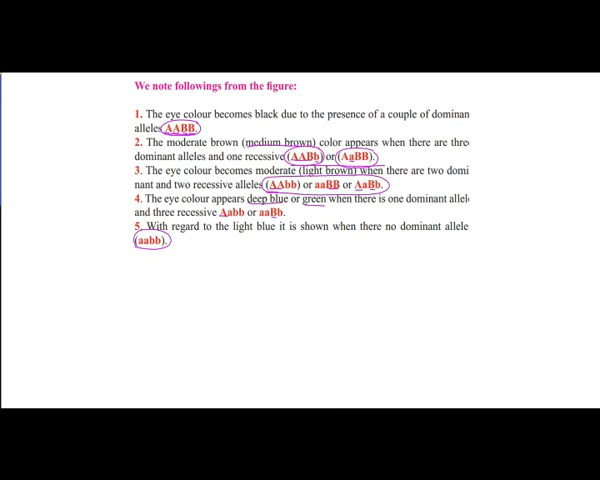 We note followings from the figure:
1. The eye colour becomes black due to the presence of a couple of dominan
alleles AABB.
2. The moderate brown (medium brown) color appears when there are three
dominant alleles and one recessive (AABb) or (AaBB).
3. The eye colour becomes moderate (light brown) when there are two domi
nant and two recessive alleles (AAbb) or aaBB or AaBb.
4. The eye colour appears deep blue or green when there is one dominant allele
and three recessive Aabb or aaBb.
5. With regard to the light blue it is shown when there no dominant allele
(aabb).